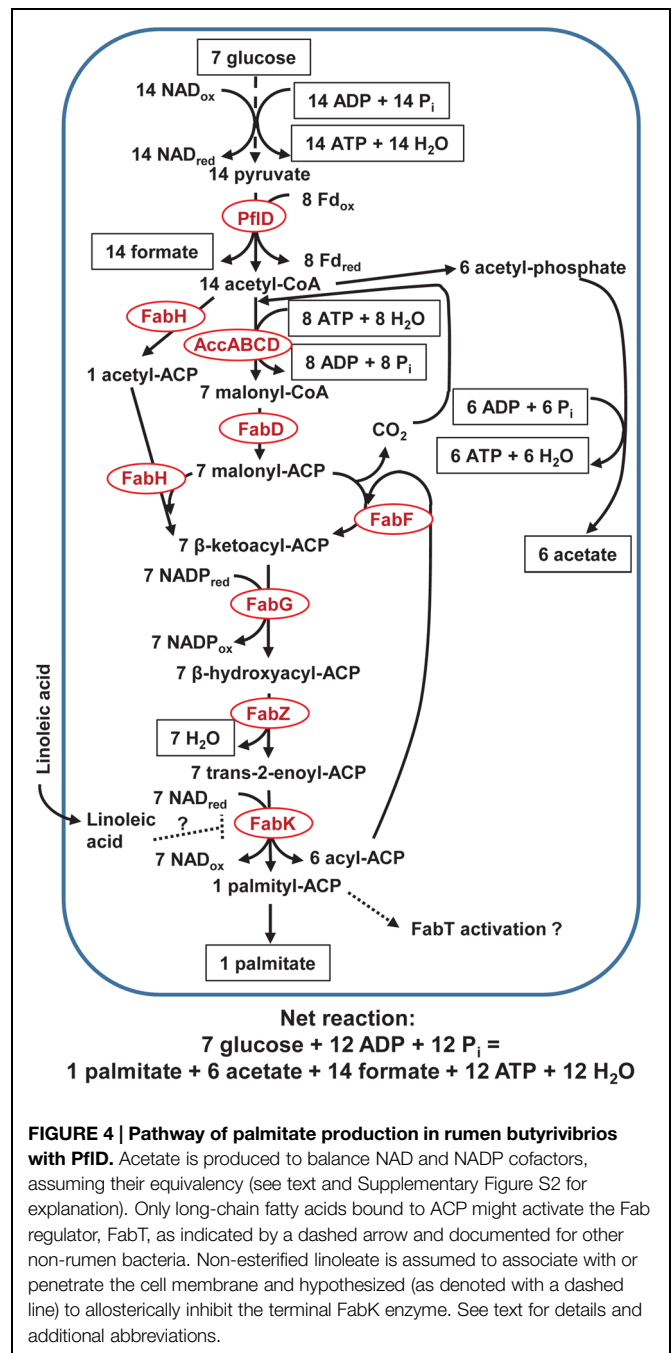 7 glucose
14 NADox
14 ADP + 14 Pi
14 NADred
14 ATP + 14 H2O
14 pyruvate
8 Fdox
PflD
14 formate
8 Fdred
6 acetyl-phosphate
14 acetyl-CoA
FabH
8 ATP + 8 H2O
AccABCD
8 ADP + 8 Pi
1 acetyl-ACP
7 malonyl-CoA
6 ADP + 6 Pi
FabD
CO2
6 ATP + 6 H2O
FabH
7 malonyl-ACP
FabF
7 β-ketoacyl-ACP
6 acetate
7 NADPred
FabG
7 NADPox
7 β-hydroxyacyl-ACP
Linoleic acid
FabZ
7 H2O
7 trans-2-enoyl-ACP
7 NADred
Linoleic
acid
?
FabK
7 NADox
6 acyl-ACP
1 palmityl-ACP
FabT activation ?
1 palmitate
Net reaction:
7 glucose + 12 ADP + 12 Pi =
1 palmitate + 6 acetate + 14 formate + 12 ATP + 12 H2O
FIGURE 4 | Pathway of palmitate production in rumen butyrivibrios
with PflD. Acetate is produced to balance NAD and NADP cofactors,
assuming their equivalency (see text and Supplementary Figure S2 for
explanation). Only long-chain fatty acids bound to ACP might activate the Fab
regulator, FabT, as indicated by a dashed arrow and documented for other
non-rumen bacteria. Non-esterified linoleate is assumed to associate with or
penetrate the cell membrane and hypothesized (as denoted with a dashed
line) to allosterically inhibit the terminal FabK enzyme. See text for details and
additional abbreviations.